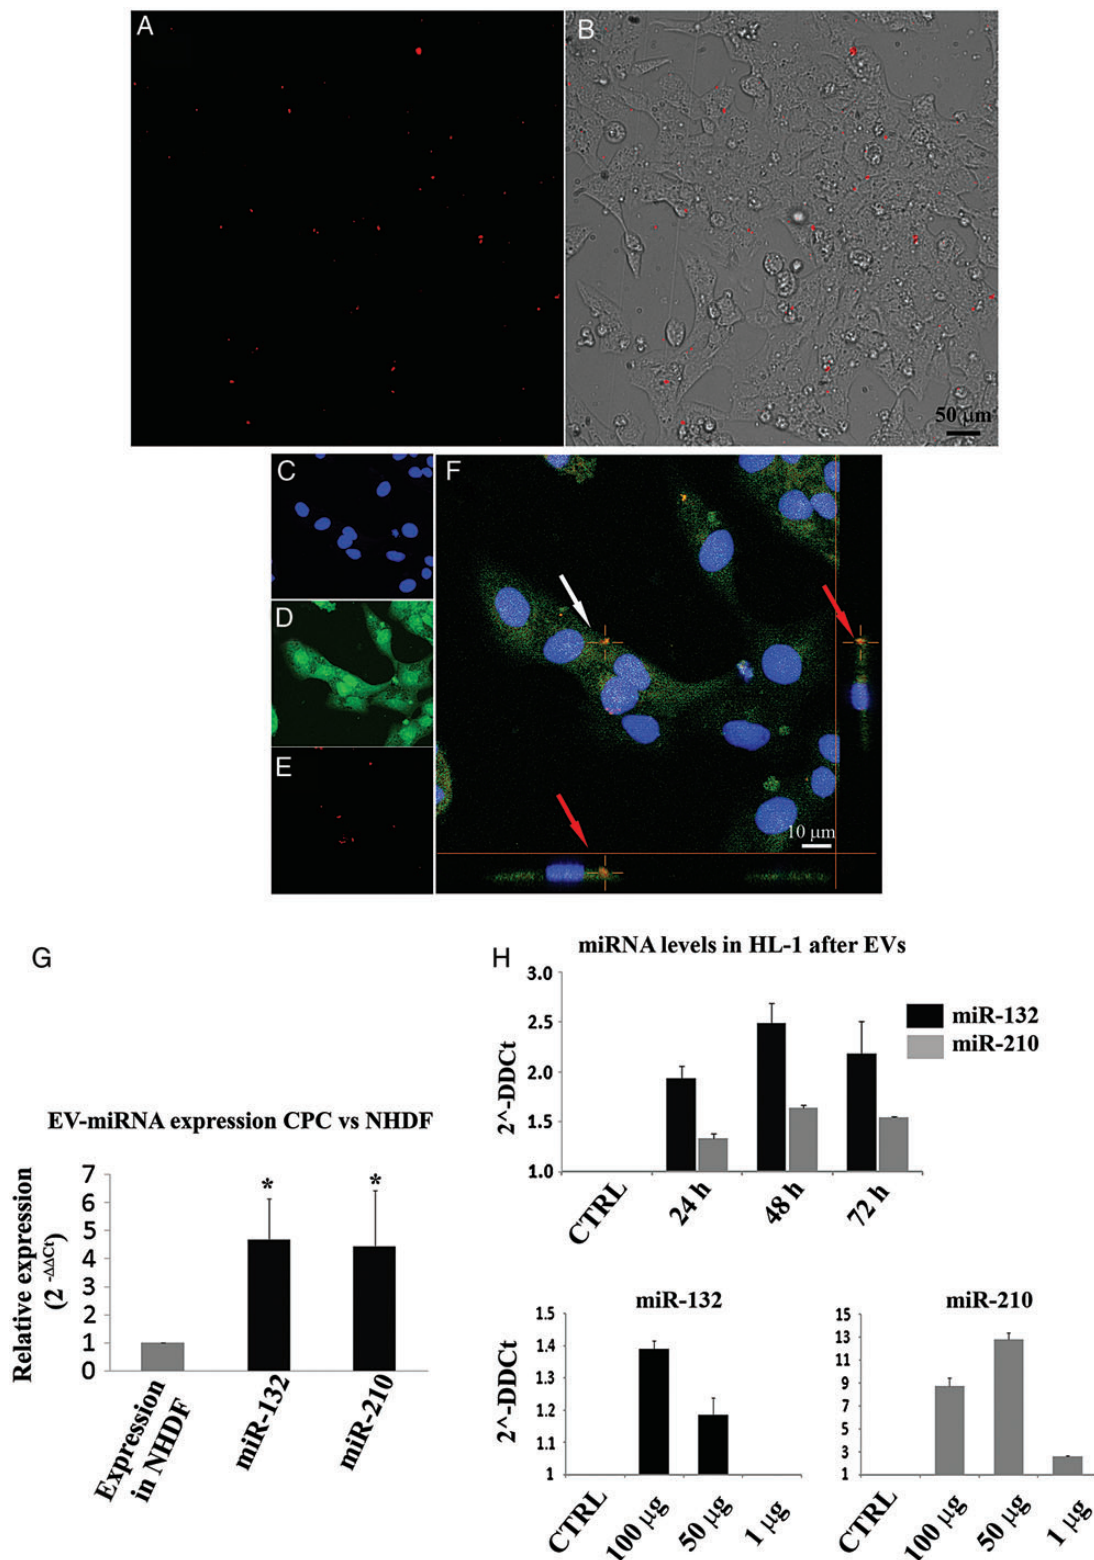 A
B
50 μm
C
D
E
F
10 μm
G
EV-miRNA expression CPC vs NHDF
Relative expression
(2 -ΔΔCt)
7
6
5
4
3
2
1
0
*
*
Expression
in NHDF
miR-132
miR-210
H
miRNA levels in HL-1 after EVs
2^-DDCt
3.0
2.5
2.0
1.5
1.0
miR-132
miR-210
CTRL
24 h
48 h
72 h
miR-132
2^-DDCt
1.5
1.4
1.3
1.2
1.1
1
CTRL
100 μg
50 μg
1 μg
miR-210
15
13
11
9
7
5
3
1
CTRL
100 μg
50 μg
1 μg